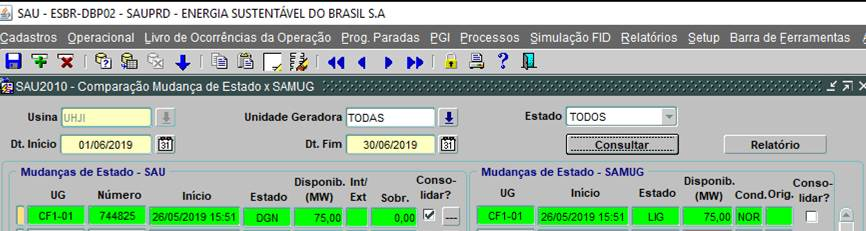 SAU - ESBR-DBP02 - SAUPRD - ENERGIA SUSTENTÁVEL DO BRASIL S.A
Cadastros Operacional Livro de Ocorrências da Operação Prog. Paradas PGI Processos Simulação FID Relatórios Setup Barra de Ferramentas
SAU2010 - Comparação Mudança de Estado x SAMUG
Usina UHJI Unidade Geradora TODAS Estado TODOS
Dt. Início 01/06/2019 31 Dt. Fim 30/06/2019 31 Consultar Relatório
Mudanças de Estado - SAU Mudanças de Estado - SAMUG
UG Número Início Estado Disponib. (MW) Int/ Ext Sobr. Conso- lidar? UG Início Estado Disponib. (MW) Cond. Orig. Conso- lidar?
CF1-01 744825 26/05/2019 15:51 DGN 75,00 0,00 ... CF1-01 26/05/2019 15:51 LIG 75,00 NOR